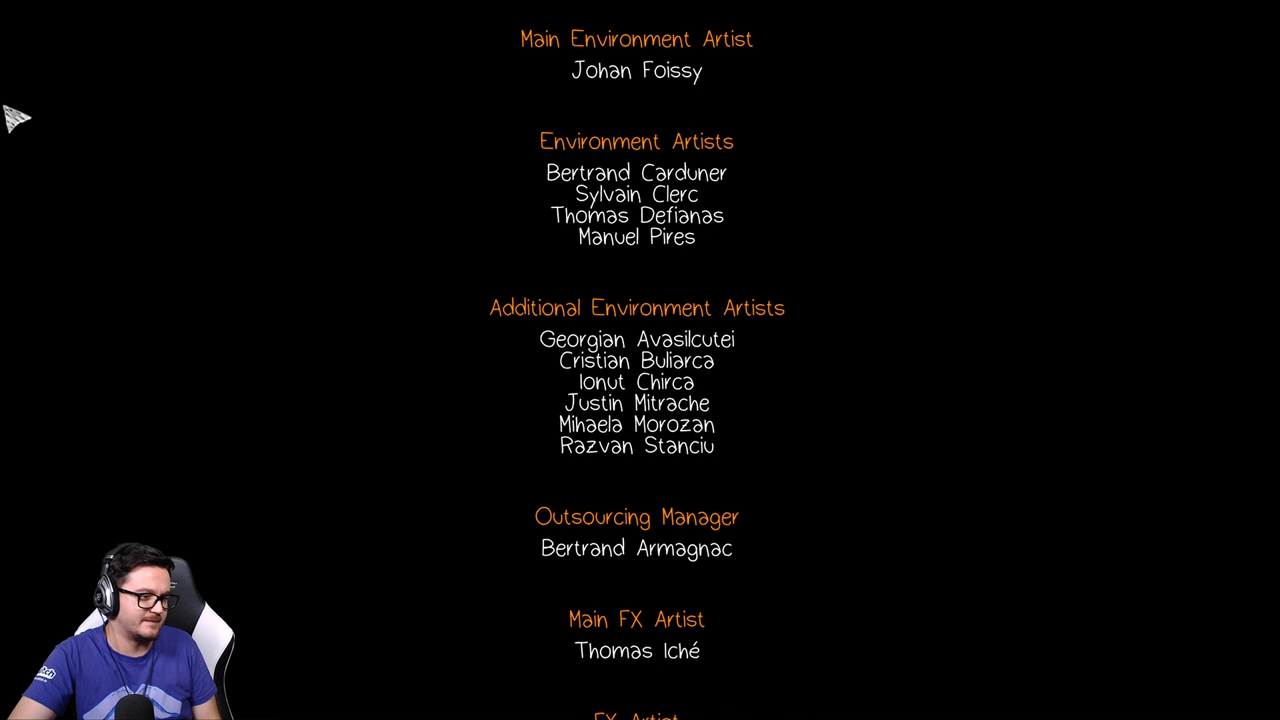 Main Environment Artist
Johan Foissy
Environment Artists
Bertrand Carduner
Sylvain Clerc
Thomas Defianas
Manuel Pires
Additional Environment Artists
Georgian Avasilcutei
Cristian Buliarca
Ionut Chirca
Justin Mitrache
Mihaela Morozan
Razvan Stanciu
Outsourcing Manager
Bertrand Armagnac
Main FX Artist
Thomas Iché
FX Artist